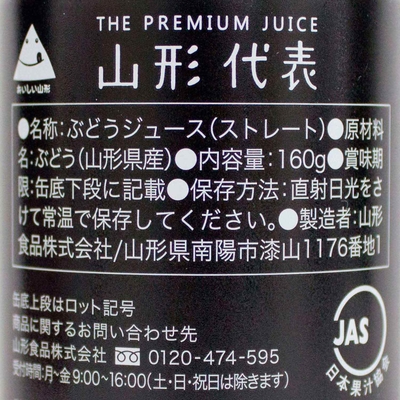 THE PREMIUM JUICE
山形代表
おいしい山形
●名称:ぶどうジュース(ストレート)●原材料
名:ぶどう(山形県産)●内容量:160g●賞味期
限:缶底下段に記載●保存方法:直射日光をさ
けて常温で保存してください。●製造者:山形
食品株式会社/山形県南陽市漆山1176番地1
缶底上段はロット記号
商品に関するお問い合わせ先
山形食品株式会社 0120-474-595
受付時間:月~金9:00~16:00(土・日・祝日は除きます)
JAS
日本果汁協会